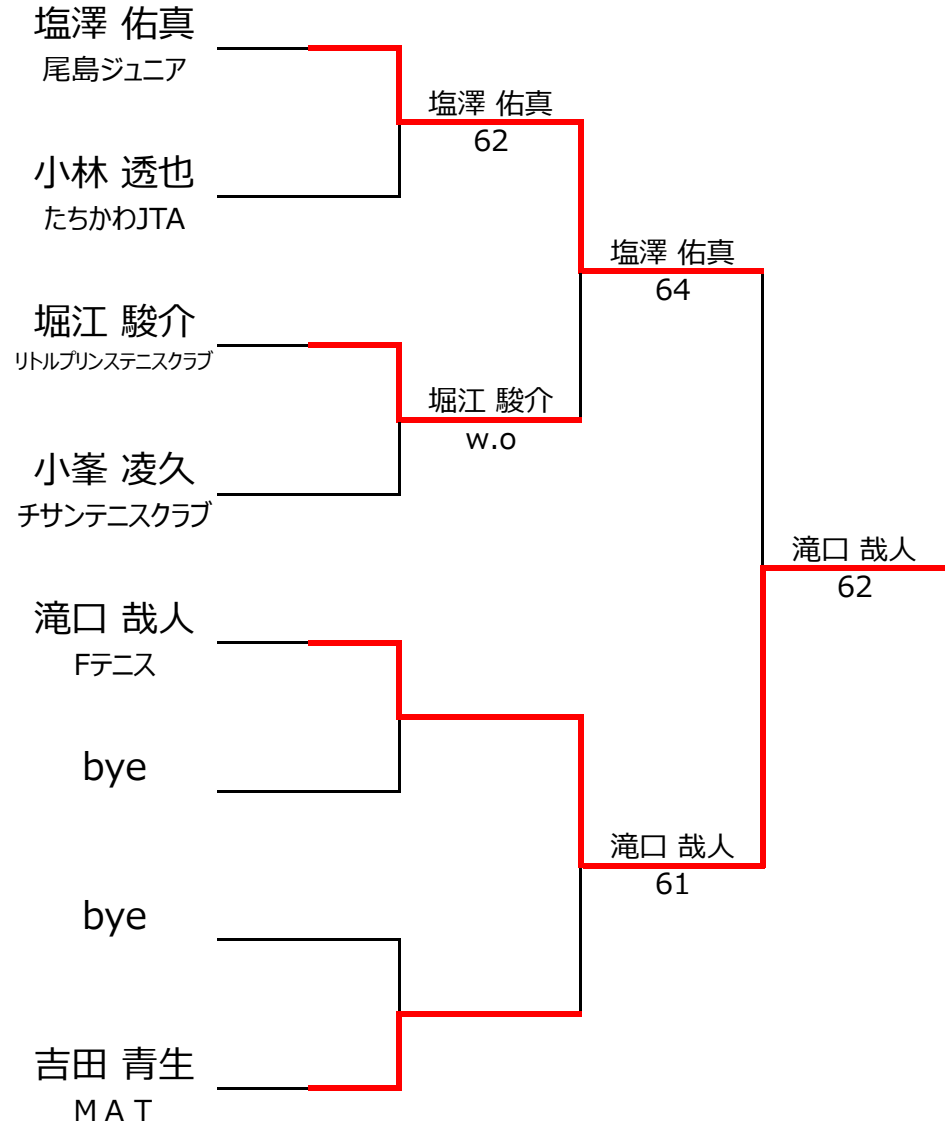 塩澤 佑真
尾島ジュニア
塩澤 佑真
62
小林 透也
たちかわJTA
塩澤 佑真
64
堀江 駿介
リトルプリンステニスクラブ
堀江 駿介
w.o
小峯 凌久
チサンテニスクラブ
滝口 哉人
62
滝口 哉人
Fテニス
bye
滝口 哉人
61
bye
吉田 青生
ＭＡＴ